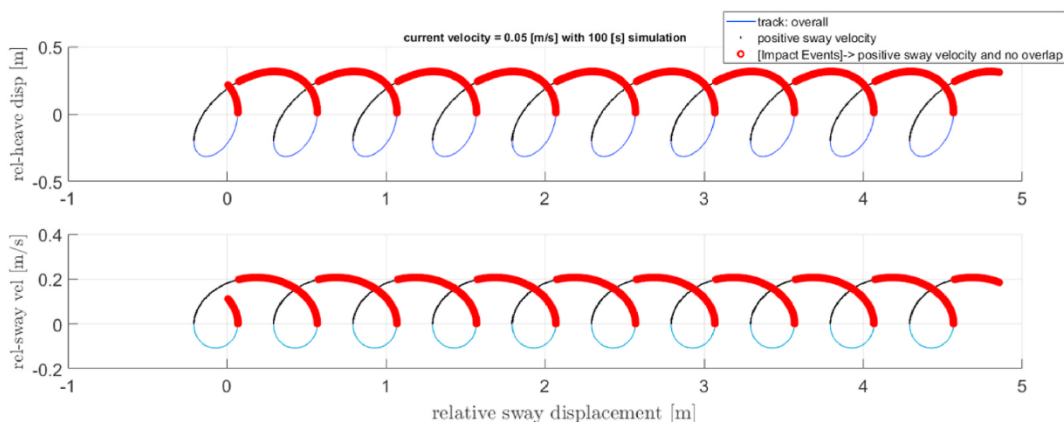 track: overall
positive sway velocity
[Impact Events]-> positive sway velocity and no overlap
current velocity = 0.05 [m/s] with 100 [s] simulation
rel-heave disp [m]
0.5
0
-0.5
-1 0 1 2 3 4 5
rel-sway vel [m/s]
0.4
0.2
0
-0.2
-1 0 1 2 3 4 5
relative sway displacement [m]